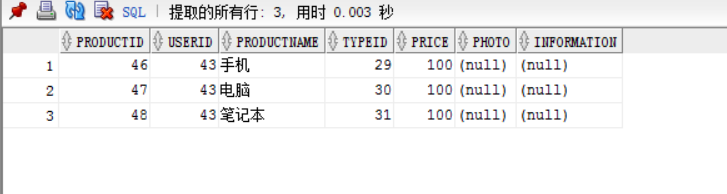 SQL | 提取的所有行: 3, 用时 0.003 秒
PRODUCTID USERID PRODUCTNAME TYPEID PRICE PHOTO INFORMATION
1 46 43 手机 29 100 (null) (null)
2 47 43 电脑 30 100 (null) (null)
3 48 43 笔记本 31 100 (null) (null)